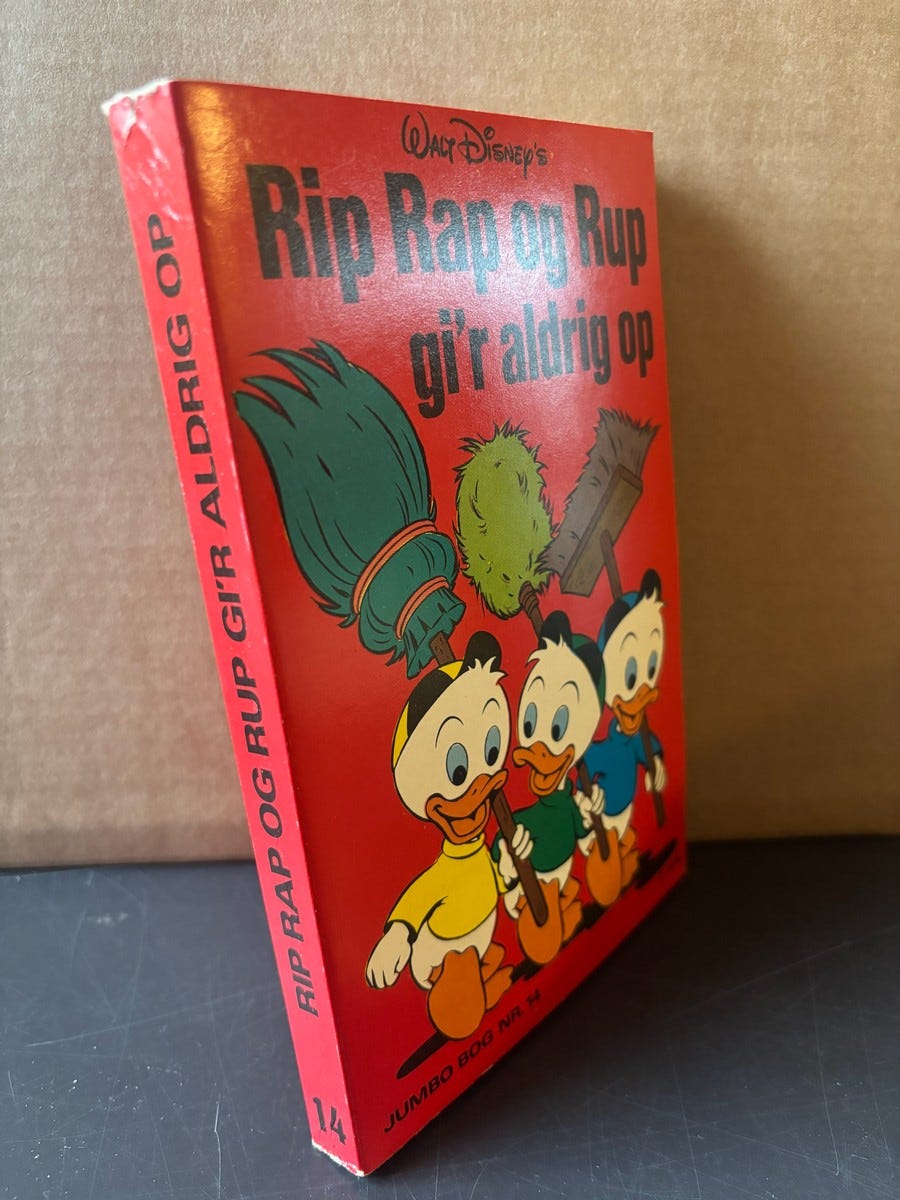 WALT DISNEY'S
Rip Rap og Rup
gi'r aldrig op
JUMBO BOG NR. 14
RIP RAP OG RUP GI'R ALDRIG OP
14